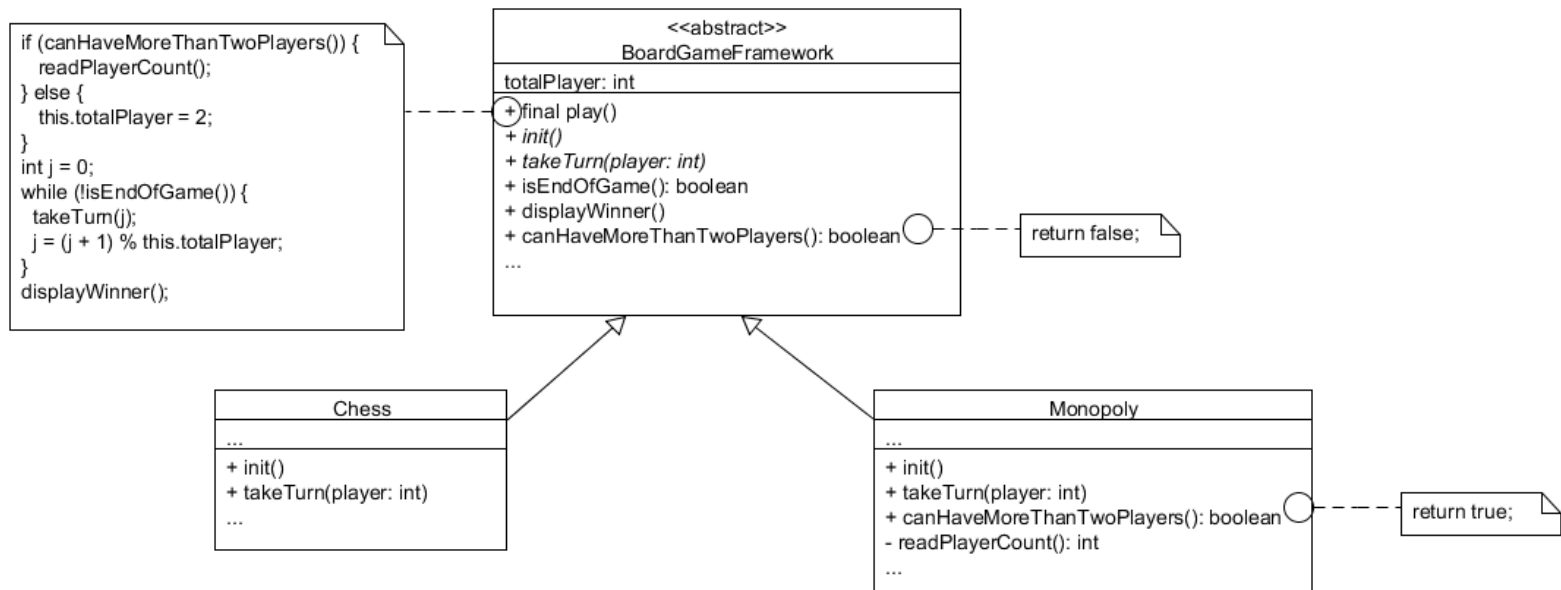 if (canHaveMoreThanTwoPlayers()) {
readPlayerCount();
} else {
this.totalPlayer = 2;
}
int j = 0;
while (!isEndOfGame()) {
takeTurn(j);
j = (j + 1) % this.totalPlayer;
}
displayWinner();
<<abstract>>
BoardGameFramework
totalPlayer: int
+ final play()
+ init()
+ takeTurn(player: int)
+ isEndOfGame(): boolean
+ displayWinner()
+ canHaveMoreThanTwoPlayers(): boolean
...
return false;
Chess
...
+ init()
+ takeTurn(player: int)
...
Monopoly
...
+ init()
+ takeTurn(player: int)
+ canHaveMoreThanTwoPlayers(): boolean
- readPlayerCount(): int
...
return true;